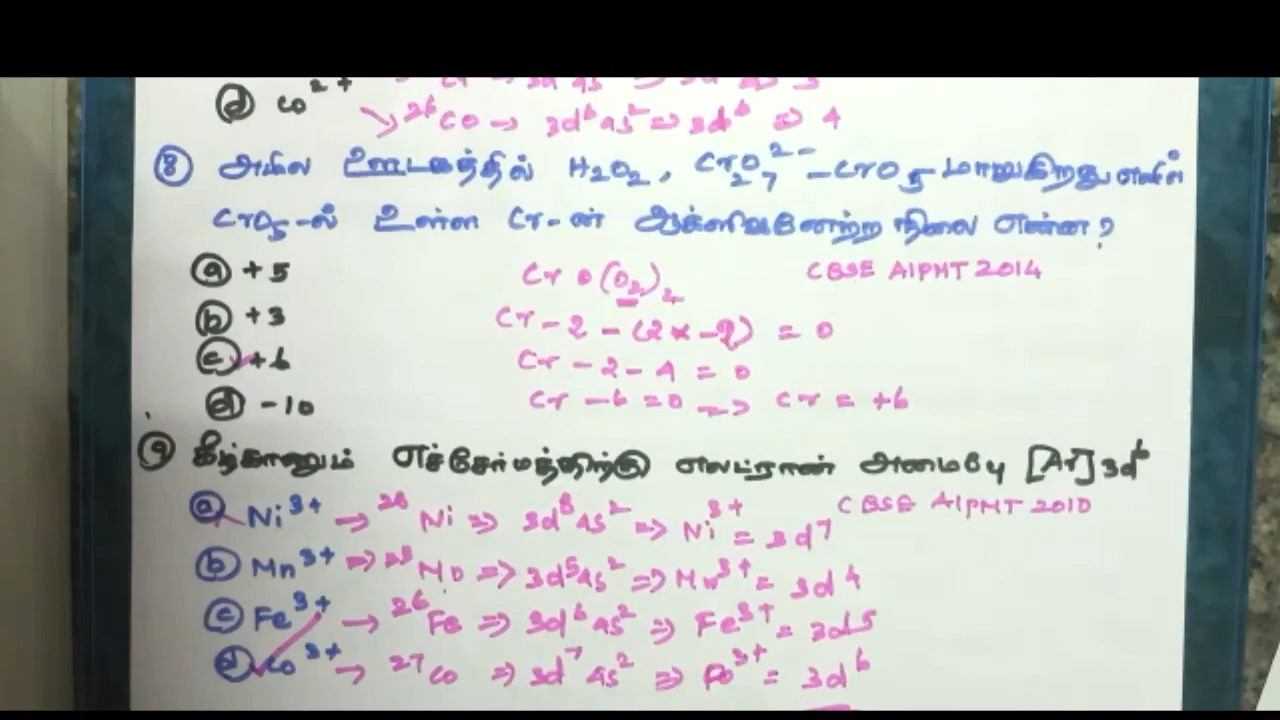 (d) Co²⁺
↘ ²⁶Co → 3d⁶4s² ⇒ 3d⁶ ⇒ 4
(8) அமில ஊடகத்தில் H₂O₂, Cr₂O₇²⁻ – CrO₅ மாறுகிறது எனில்
CrO₅-ல் உள்ள Cr-ன் ஆக்ஸிஜனேற்ற நிலை என்ன?
(a) +5 CrO(O₂)₂ CBSE AIPMT 2014
(b) +3 Cr – 2 – (2x –2) = 0
(c) +6 Cr – 2 – 4 = 0
(d) –10 Cr – 6 = 0 => Cr = +6
(9) கீழ்காணும் எச்சேர்மத்திற்கு எலட்ரான் அமைப்பு [Ar]3d⁶
(a) Ni³⁺ → ²⁸Ni ⇒ 3d⁸4s² ⇒ Ni³⁺ = 3d⁷ CBSE AIPMT 2010
(b) Mn³⁺ ⇒ ²⁵Mn ⇒ 3d⁵4s² ⇒ Mn³⁺ = 3d⁴
(c) Fe³⁺ → ²⁶Fe ⇒ 3d⁶4s² ⇒ Fe³⁺ = 3d5
(d) Co³⁺ → ²⁷Co ⇒ 3d⁷4s² ⇒ Co³⁺ = 3d⁶